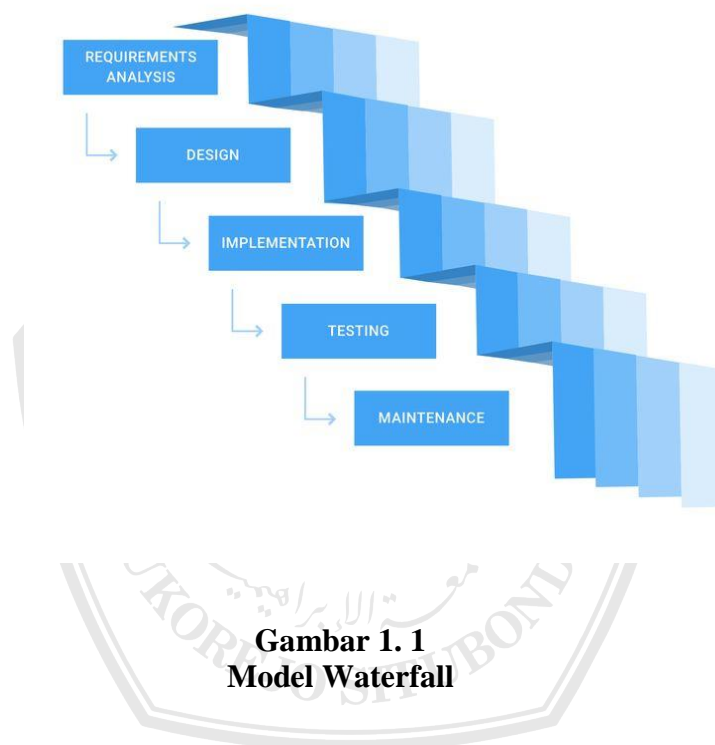 REQUIREMENTS
ANALYSIS
DESIGN
IMPLEMENTATION
TESTING
MAINTENANCE
Gambar 1. 1
Model Waterfall